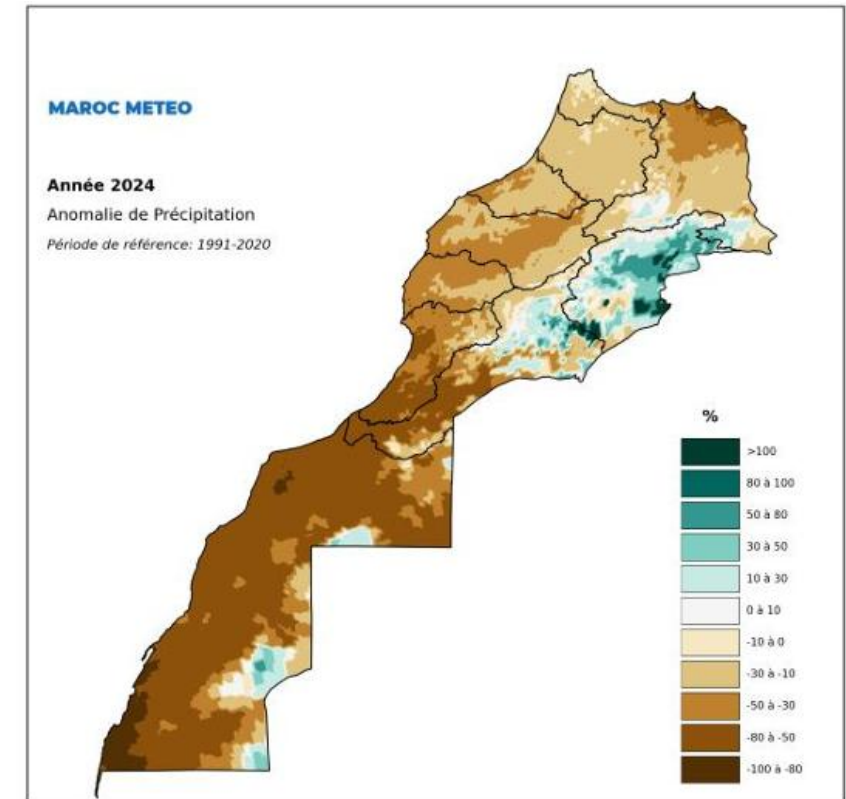 MAROC METEO
Année 2024
Anomalie de Précipitation
Période de référence: 1991-2020
%
>100
80 à 100
50 à 80
30 à 50
10 à 30
0 à 10
-10 à 0
-30 à -10
-50 à -30
-80 à -50
-100 à -80